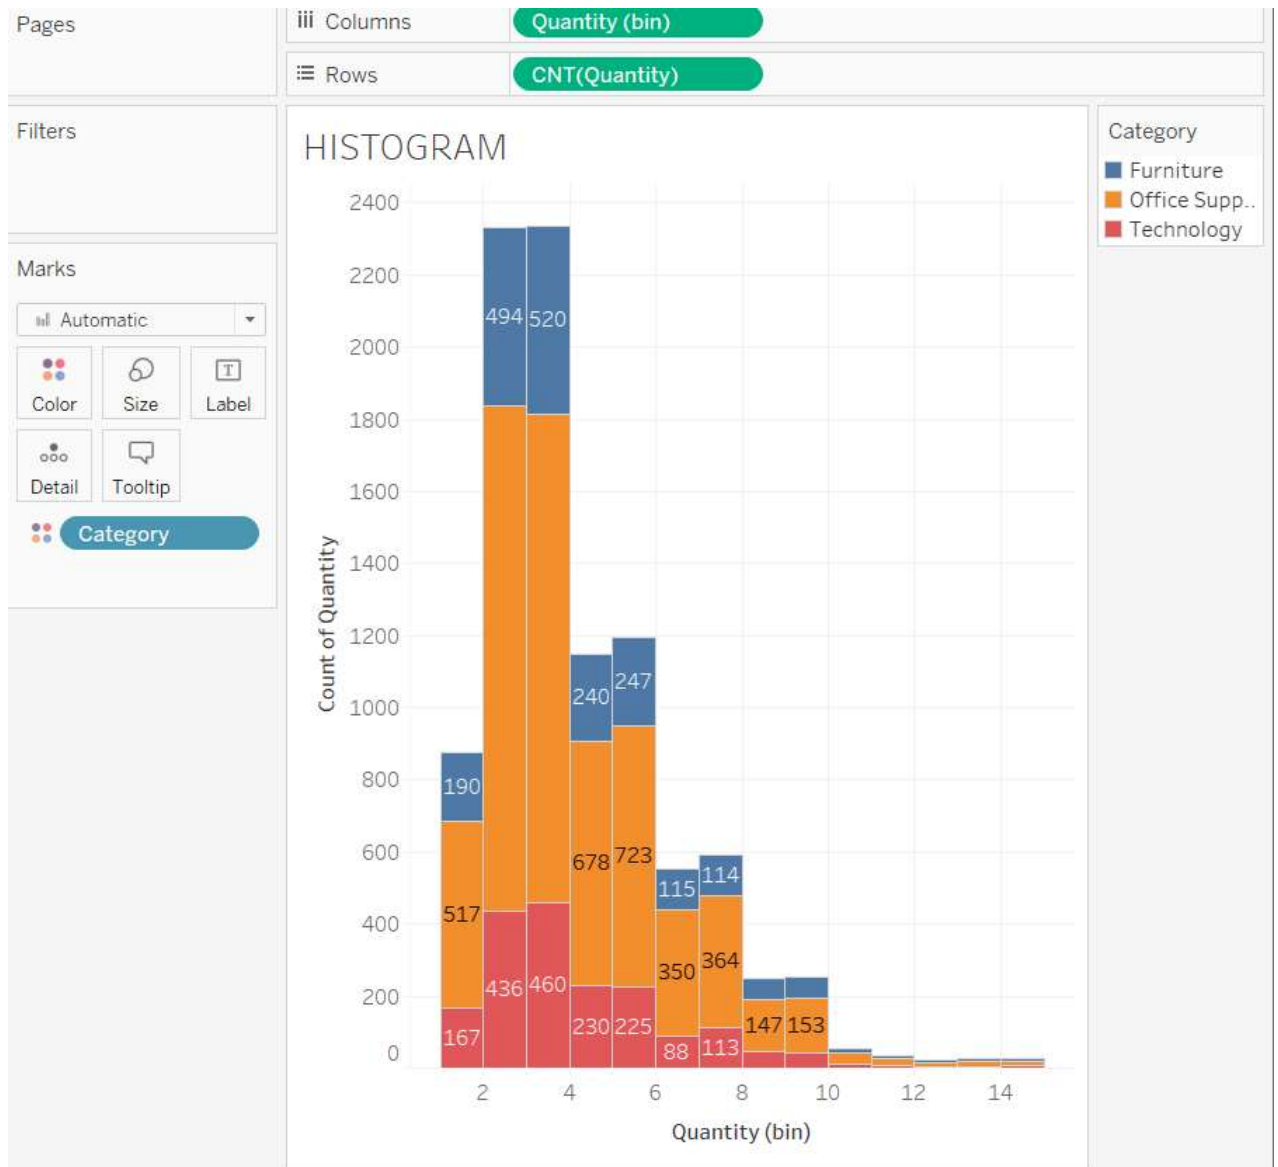 Pages
Columns
Quantity (bin)
Rows
CNT(Quantity)
Filters
Marks
Automatic
Color
Size
Label
Detail
Tooltip
Category
HISTOGRAM
Count of Quantity
2400
2200
2000
1800
1600
1400
1200
1000
800
600
400
200
0
494 520
240 247
190
678 723
115 114
517
350 364
436 460
230 225
147 153
167
88 113
2 4 6 8 10 12 14
Quantity (bin)
Category
Furniture
Office Supp..
Technology